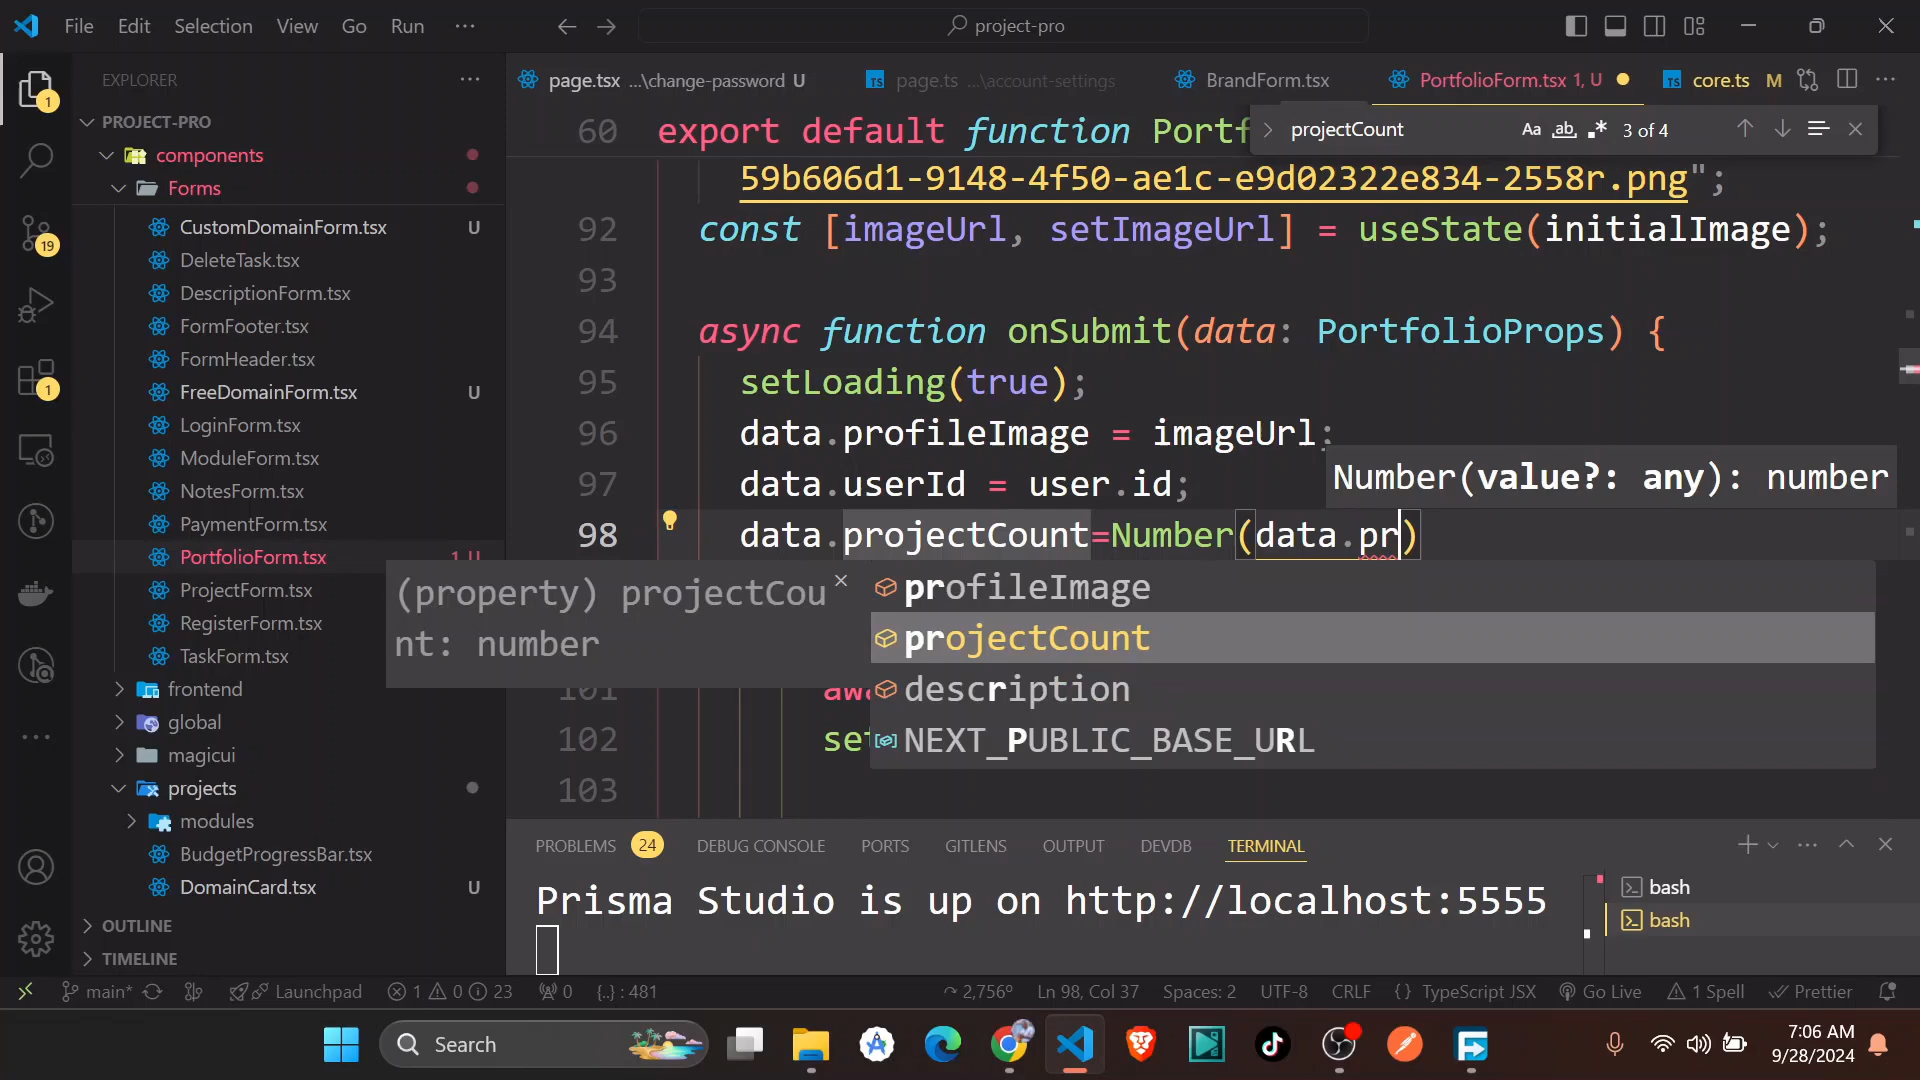 File Edit Selection View Go Run ···
project-pro
EXPLORER
page.tsx ...\change-password U
page.ts ...\account-settings
BrandForm.tsx
PortfolioForm.tsx 1, U
core.ts M
projectCount
Aa ab 3 of 4
PROJECT-PRO
components
Forms
CustomDomainForm.tsx U
DeleteTask.tsx
DescriptionForm.tsx
FormFooter.tsx
FormHeader.tsx
FreeDomainForm.tsx U
LoginForm.tsx
ModuleForm.tsx
NotesForm.tsx
PaymentForm.tsx
PortfolioForm.tsx 1, U
ProjectForm.tsx
RegisterForm.tsx
TaskForm.tsx
frontend
global
magicui
projects
modules
BudgetProgressBar.tsx
DomainCard.tsx U
OUTLINE
TIMELINE
1
19
1
60 export default function Portf
59b606d1-9148-4f50-ae1c-e9d02322e834-2558r.png";
92 const [imageUrl, setImageUrl] = useState(initialImage);
93
94 async function onSubmit(data: PortfolioProps) {
95 setLoading(true);
96 data.profileImage = imageUrl;
97 data.userId = user.id;
Number(value?: any): number
98 data.projectCount=Number(data.pr)
(property) projectCou
nt: number
profileImage
projectCount
description
NEXT_PUBLIC_BASE_URL
101 awa
102 set
103
PROBLEMS 24 DEBUG CONSOLE PORTS GITLENS OUTPUT DEVDB TERMINAL
Prisma Studio is up on http://localhost:5555
bash
bash
main* Launchpad 1 0 23 0 {..} : 481
2,756° Ln 98, Col 37 Spaces: 2 UTF-8 CRLF {} TypeScript JSX Go Live 1 Spell Prettier
Search
7:06 AM
9/28/2024